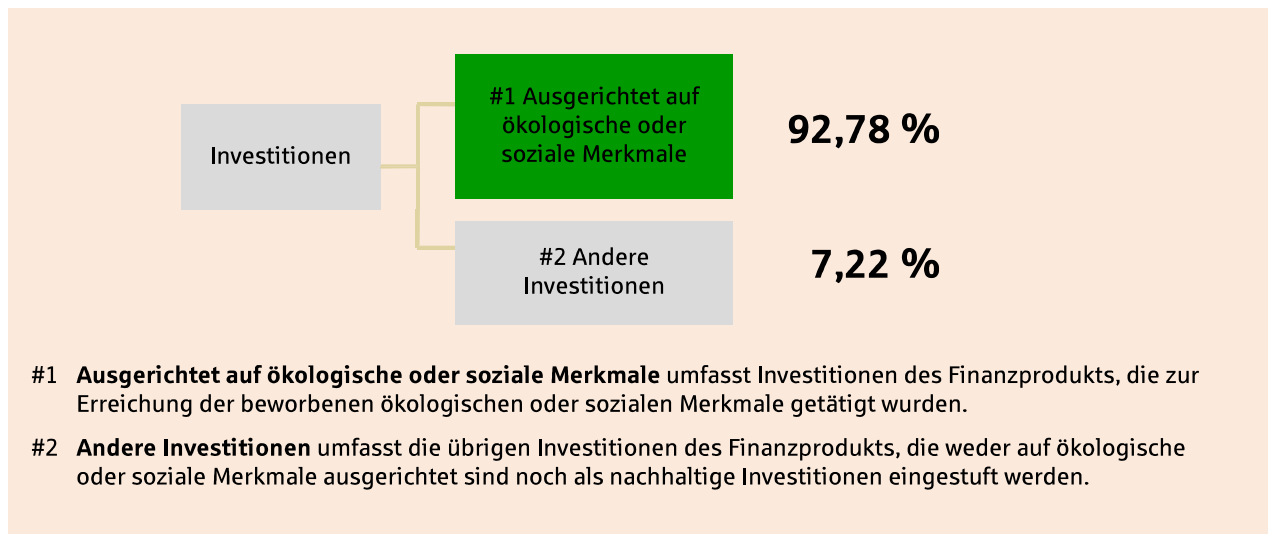 Investitionen
#1 Ausgerichtet auf
ökologische oder
soziale Merkmale
92,78 %
#2 Andere
Investitionen
7,22 %
#1 Ausgerichtet auf ökologische oder soziale Merkmale umfasst Investitionen des Finanzprodukts, die zur
Erreichung der beworbenen ökologischen oder sozialen Merkmale getätigt wurden.
#2 Andere Investitionen umfasst die übrigen Investitionen des Finanzprodukts, die weder auf ökologische
oder soziale Merkmale ausgerichtet sind noch als nachhaltige Investitionen eingestuft werden.